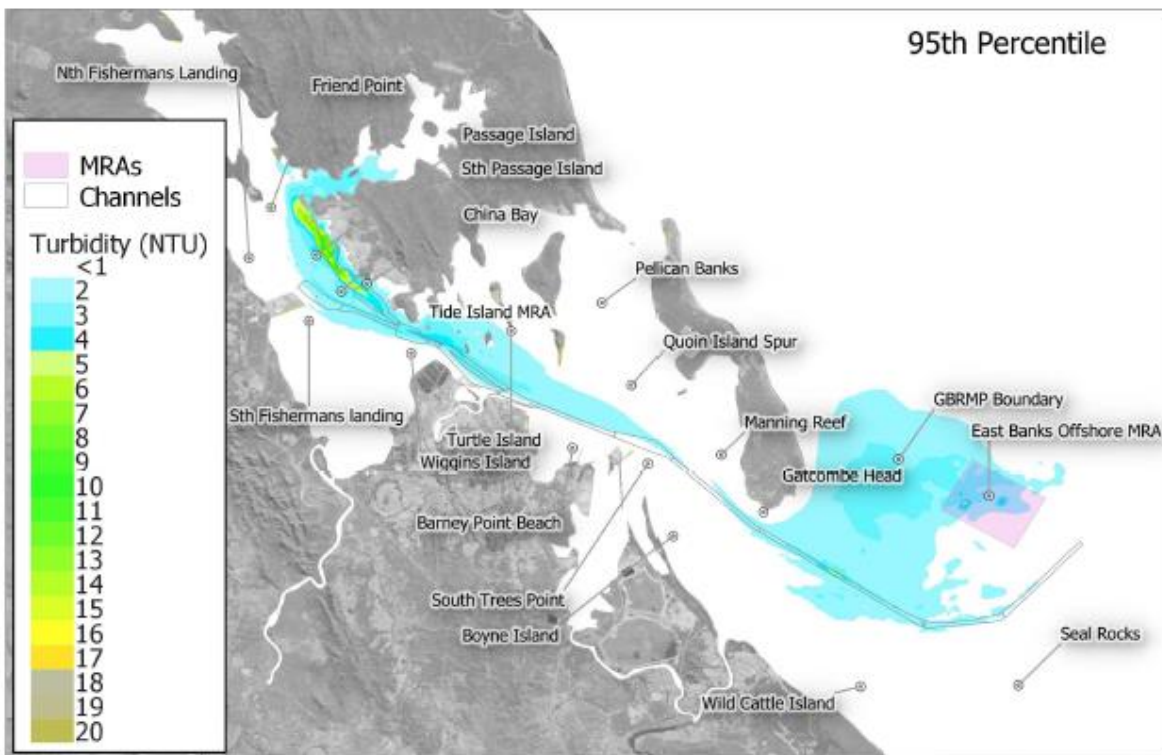 95th Percentile
Nth Fishermans Landing
Friend Point
Passage Island
Sth Passage Island
China Bay
Pellican Banks
Tide Island MRA
Quoin Island Spur
GBRMP Boundary
East Banks Offshore MRA
Manning Reef
Gatcombe Head
Sth Fishermans landing
Turtle Island
Wiggins Island
Barney Point Beach
South Trees Point
Boyne Island
Seal Rocks
Wild Cattle Island
MRAs
Channels
Turbidity (NTU)
<1
2
3
4
5
6
7
8
9
10
11
12
13
14
15
16
17
18
19
20